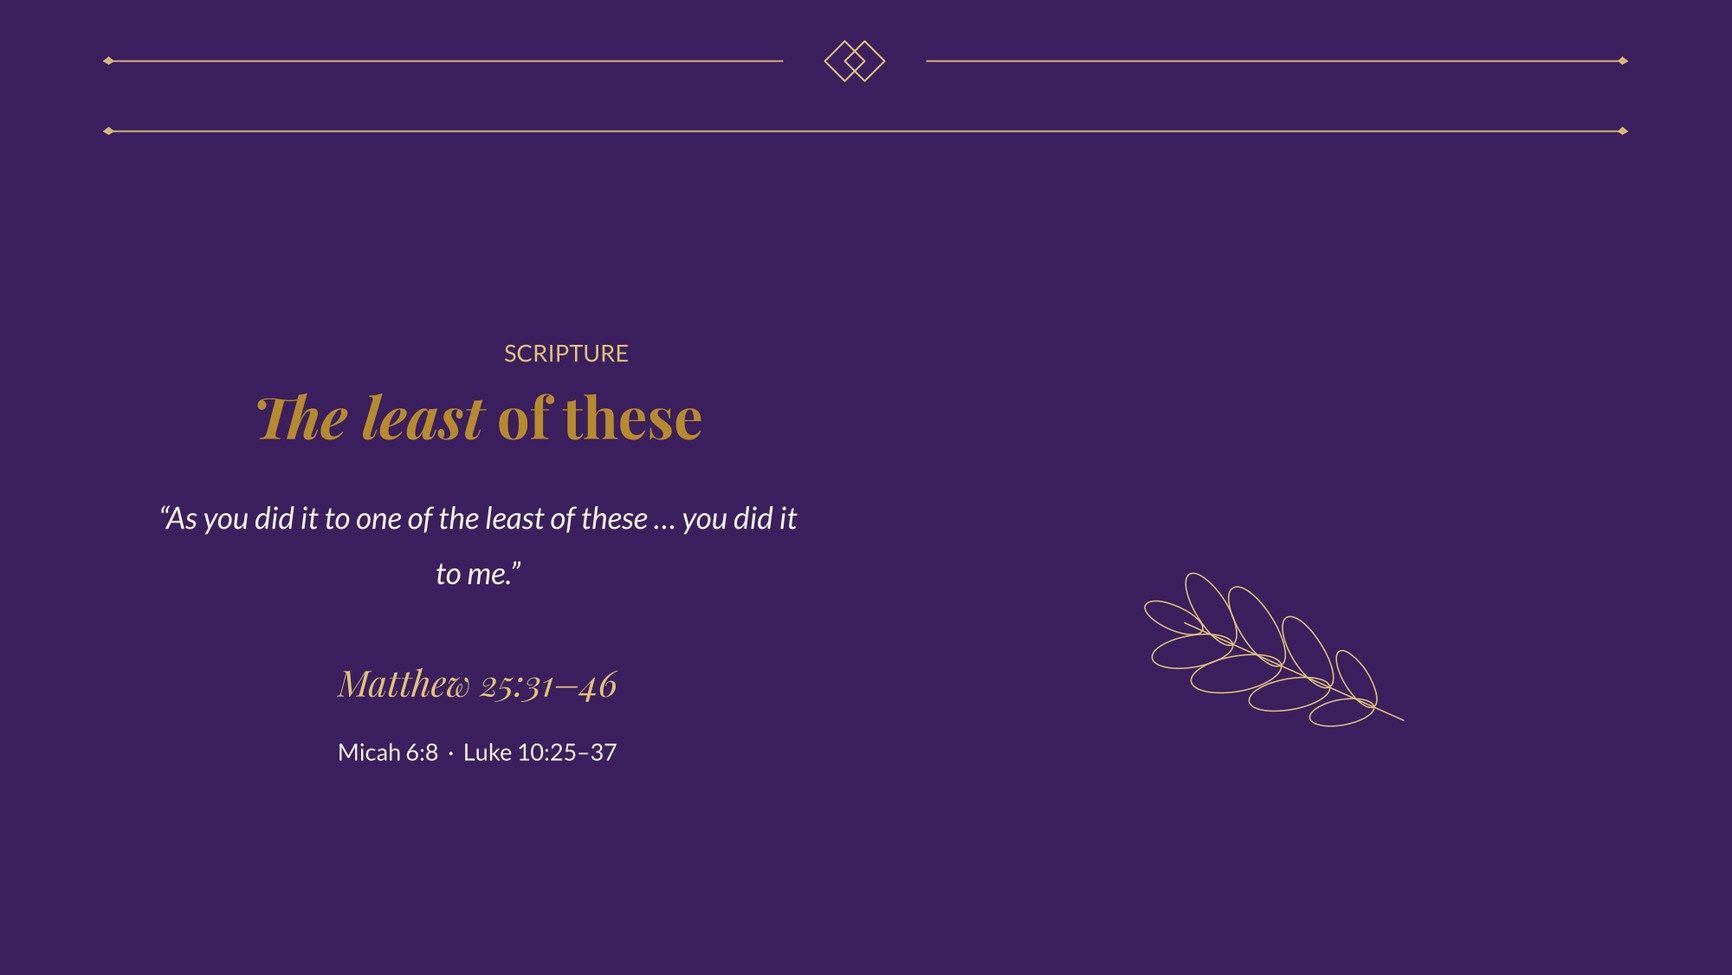 SCRIPTURE
The least of these
“As you did it to one of the least of these … you did it
to me.”
Matthew 25:31–46
Micah 6:8 · Luke 10:25–37